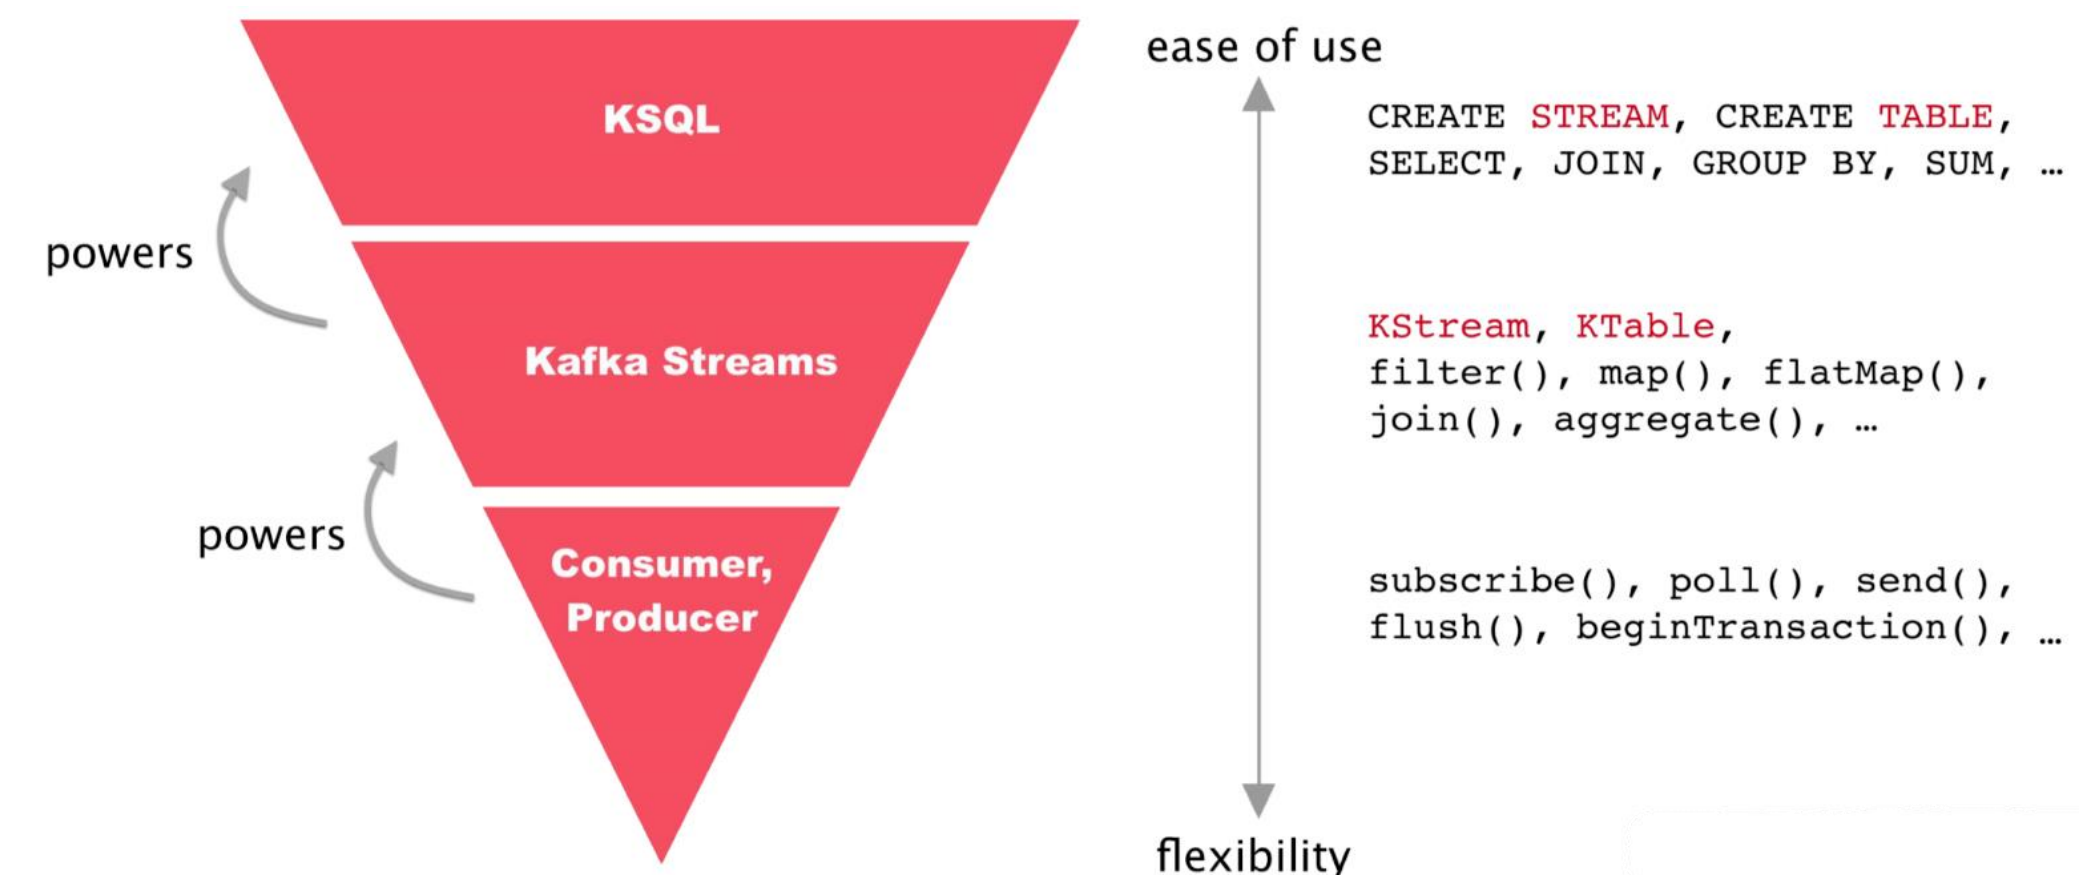 KSQL
powers
Kafka Streams
powers
Consumer,
Producer
ease of use
CREATE STREAM, CREATE TABLE,
SELECT, JOIN, GROUP BY, SUM, …
KStream, KTable,
filter(), map(), flatMap(),
join(), aggregate(), …
subscribe(), poll(), send(),
flush(), beginTransaction(), …
flexibility